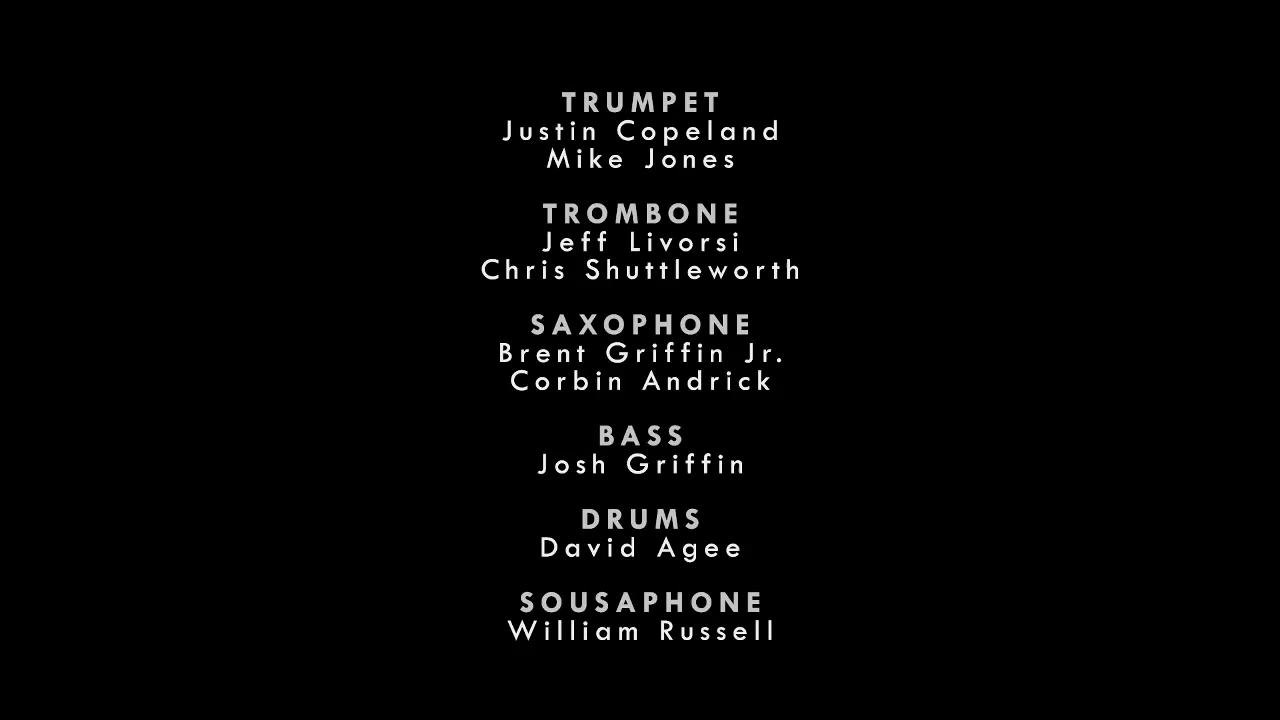 TRUMPET
Justin Copeland
Mike Jones
TROMBONE
Jeff Livorsi
Chris Shuttleworth
SAXOPHONE
Brent Griffin Jr.
Corbin Andrick
BASS
Josh Griffin
DRUMS
David Agee
SOUSAPHONE
William Russell